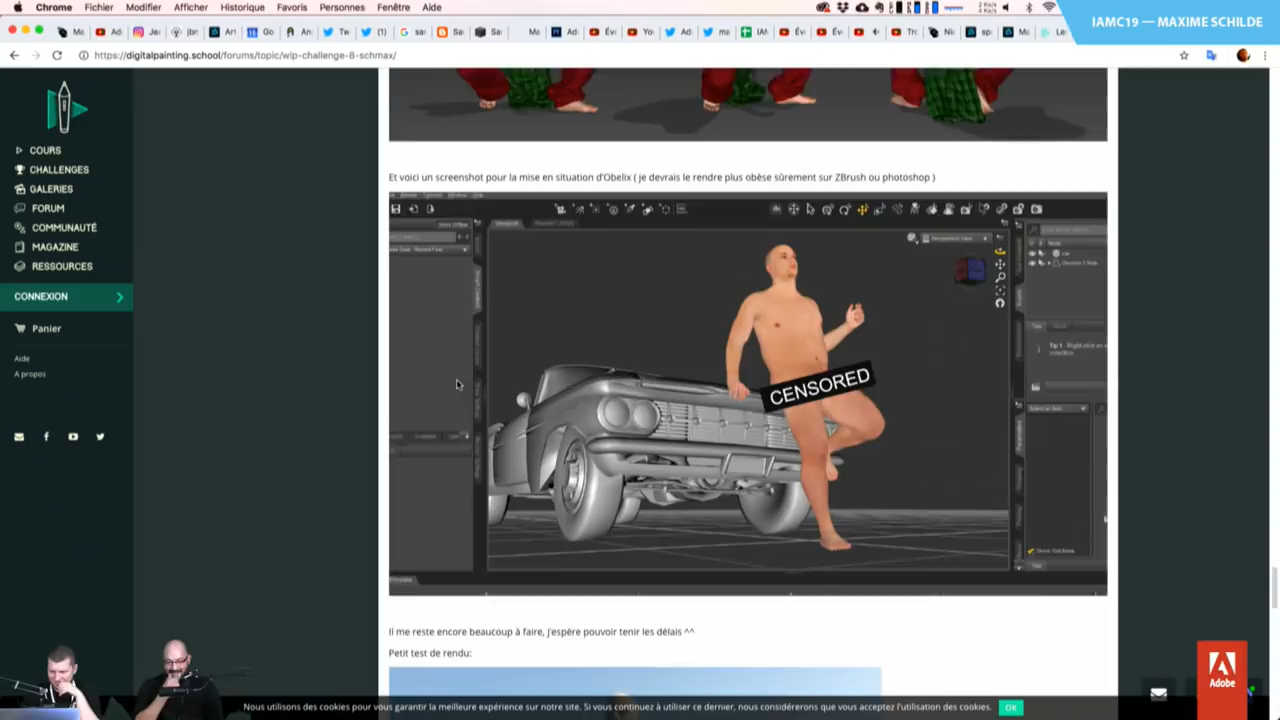 Chrome Fichier Modifier Afficher Historique Favoris Personnes Fenêtre Aide
IAMC19 — MAXIME SCHILDE
https://digitalpainting.school/forums/topic/wip-challenge-8-schmax/
COURS
CHALLENGES
GALERIES
FORUM
COMMUNAUTÉ
MAGAZINE
RESSOURCES
CONNEXION
Panier
Aide
A propos
Et voici un screenshot pour la mise en situation d'Obelix ( je devrais le rendre plus obèse sûrement sur ZBrush ou photoshop )
Perspective View
CENSORED
Il me reste encore beaucoup à faire, j'espère pouvoir tenir les délais ^^
Petit test de rendu:
Nous utilisons des cookies pour vous garantir la meilleure expérience sur notre site. Si vous continuez à utiliser ce dernier, nous considérerons que vous acceptez l'utilisation des cookies. OK
Adobe